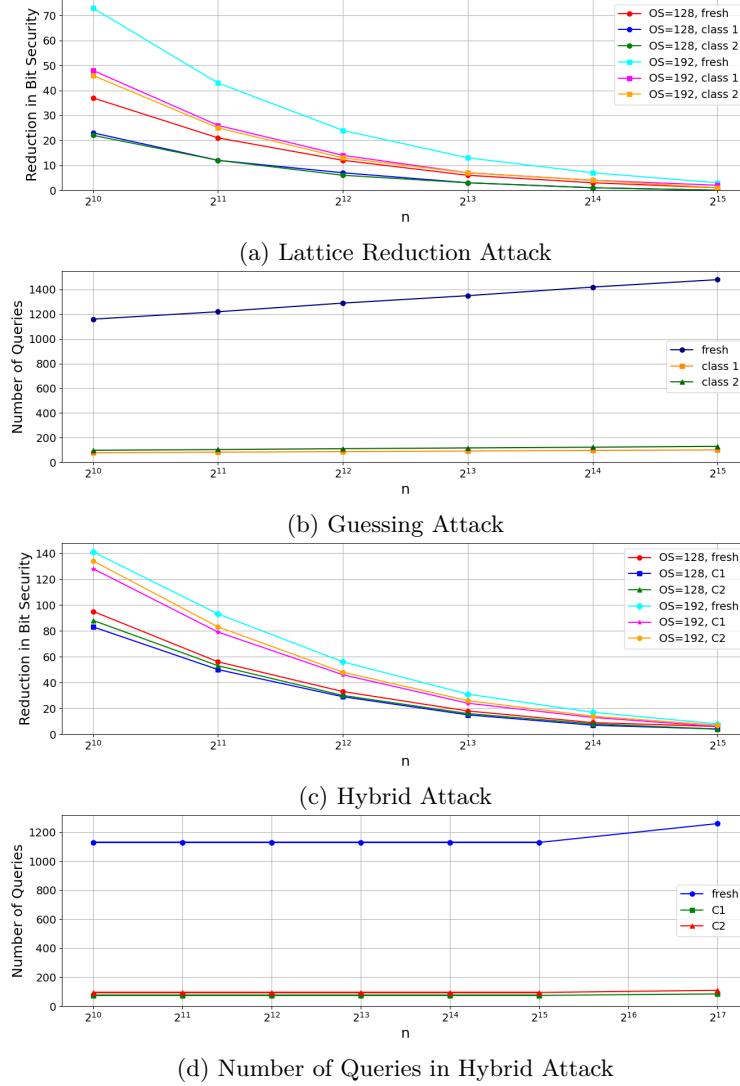 70
60
50
40
30
20
10
0
Reduction in Bit Security
OS=128, fresh
OS=128, class 1
OS=128, class 2
OS=192, fresh
OS=192, class 1
OS=192, class 2
2^10 2^11 2^12 2^13 2^14 2^15
n
(a) Lattice Reduction Attack
1400
1200
1000
800
600
400
200
0
Number of Queries
fresh
class 1
class 2
2^10 2^11 2^12 2^13 2^14 2^15
n
(b) Guessing Attack
140
120
100
80
60
40
20
0
Reduction in Bit Security
OS=128, fresh
OS=128, C1
OS=128, C2
OS=192, fresh
OS=192, C1
OS=192, C2
2^10 2^11 2^12 2^13 2^14 2^15
n
(c) Hybrid Attack
1200
1000
800
600
400
200
0
Number of Queries
fresh
C1
C2
2^10 2^11 2^12 2^13 2^14 2^15 2^16 2^17
n
(d) Number of Queries in Hybrid Attack